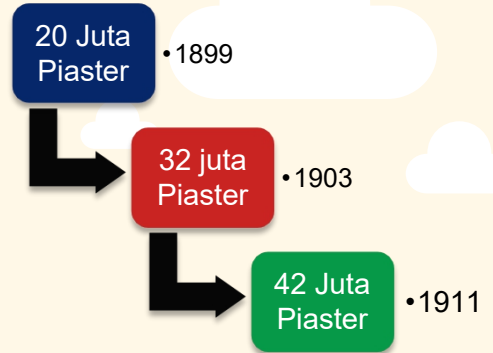 20 Juta
Piaster
•1899
32 juta
Piaster
•1903
42 Juta
Piaster
•1911